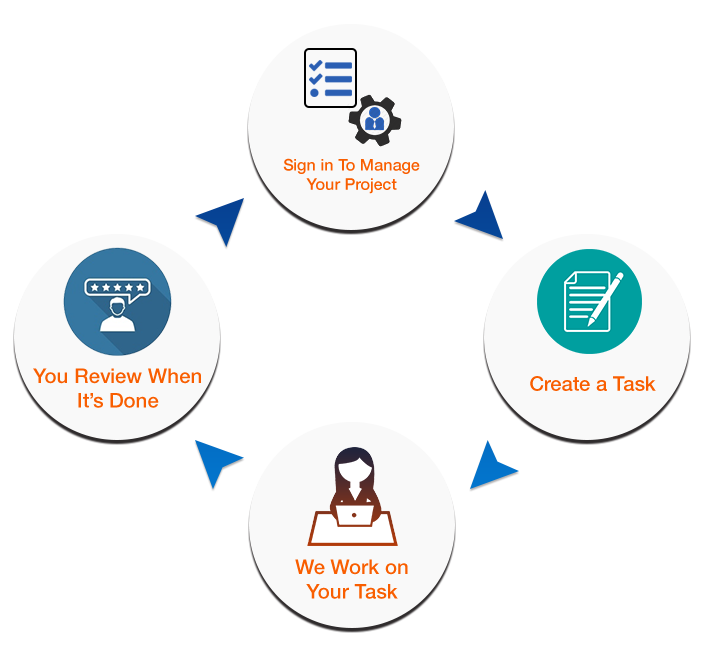 Sign in To Manage
Your Project
Create a Task
We Work on
Your Task
You Review When
It’s Done